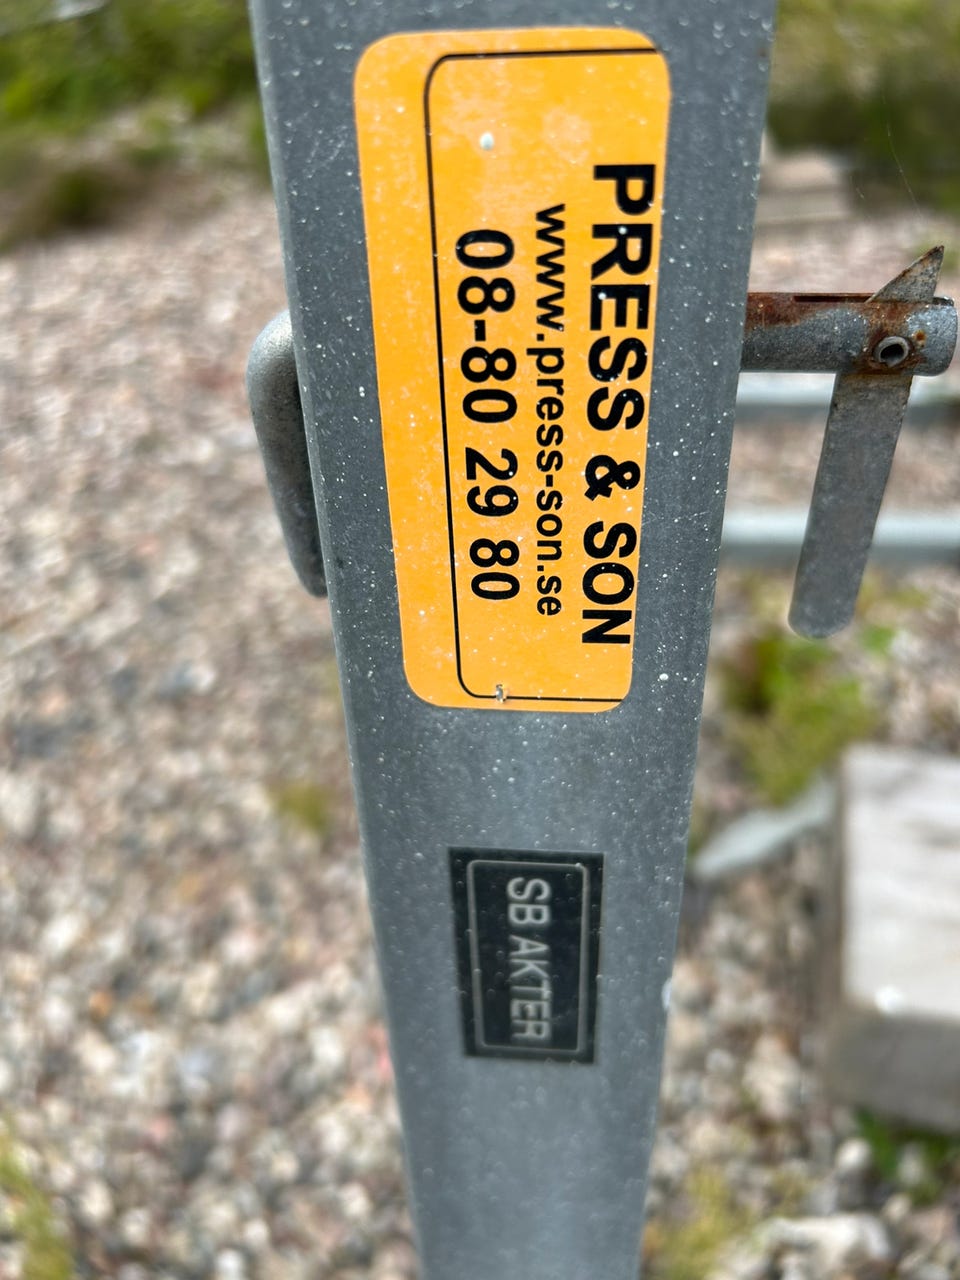 PRESS & SON
www.press-son.se
08-80 29 80
SB AKTER